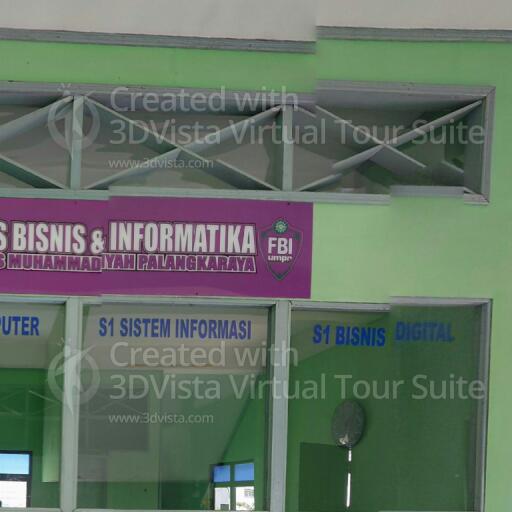 Created with
3DVista Virtual Tour Suite
www.3dvista.com
S BISNIS & INFORMATIKA
S MUHAMMADIYAH PALANGKARAYA
FBI
umpr
PUTER
S1 SISTEM INFORMASI
S1 BISNIS DIGITAL
Created with
3DVista Virtual Tour Suite
www.3dvista.com